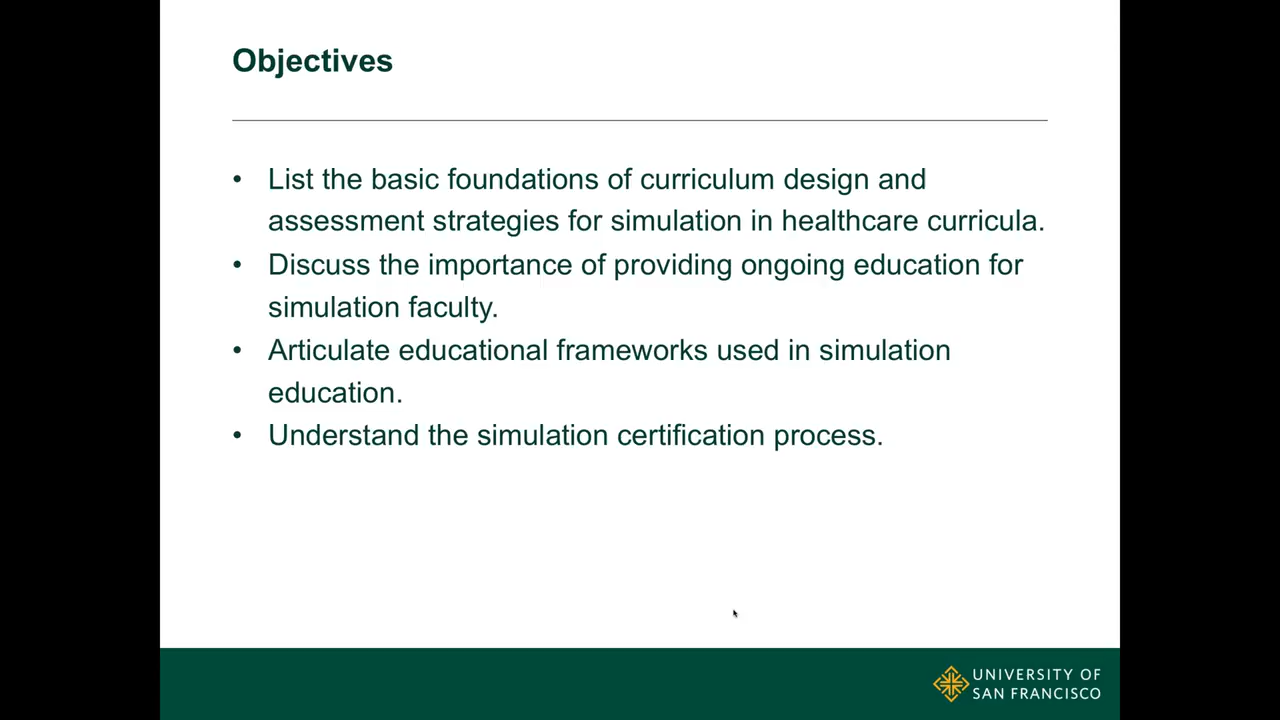 Objectives
• List the basic foundations of curriculum design and
assessment strategies for simulation in healthcare curricula.
• Discuss the importance of providing ongoing education for
simulation faculty.
• Articulate educational frameworks used in simulation
education.
• Understand the simulation certification process.
UNIVERSITY OF
SAN FRANCISCO